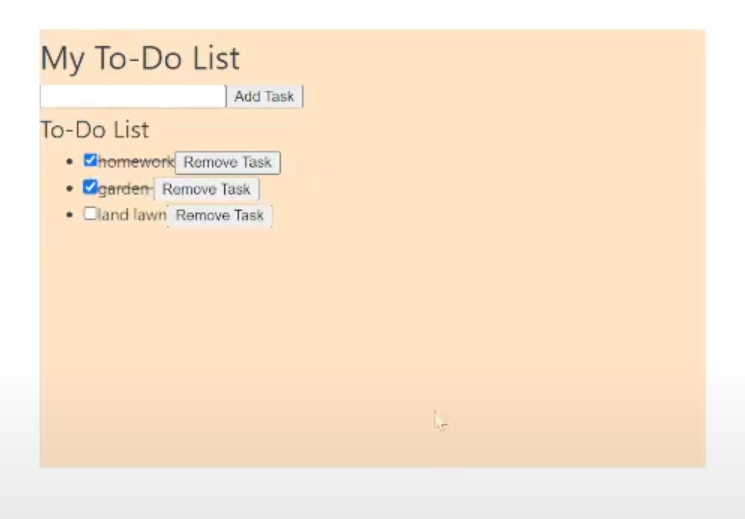 My To-Do List
Add Task
To-Do List
homework Remove Task
garden Remove Task
land lawn Remove Task